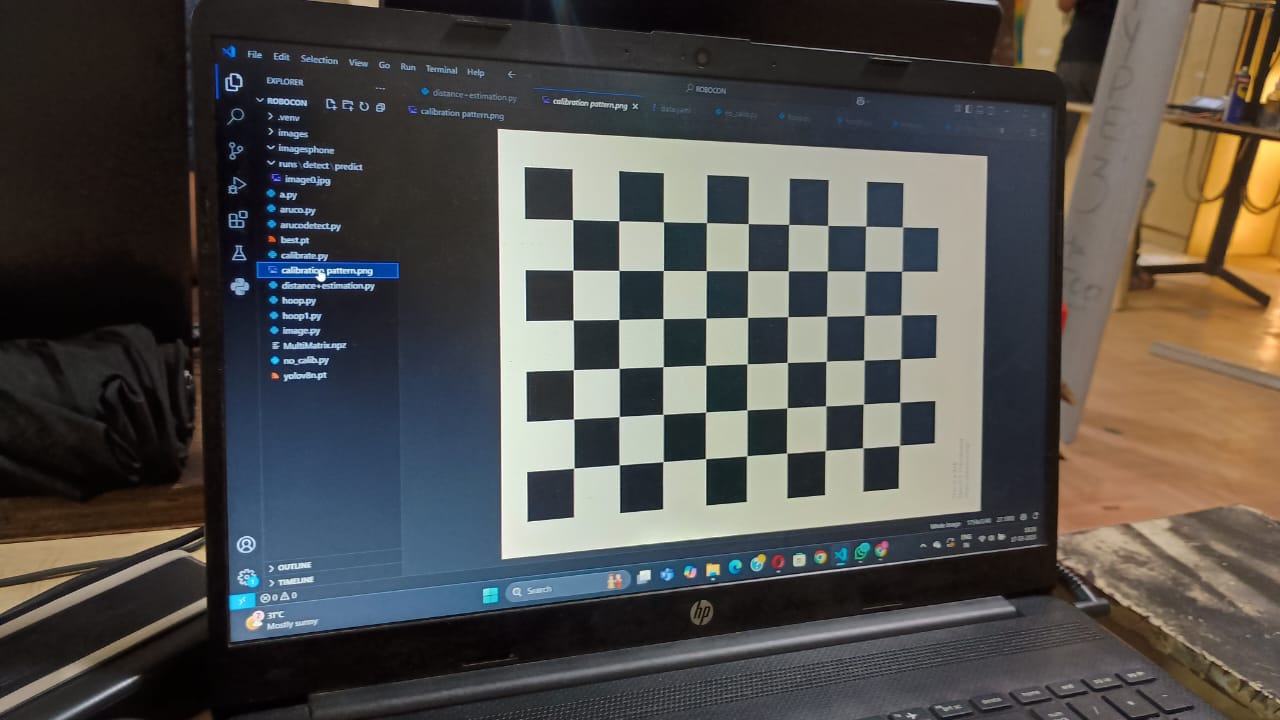 File Edit Selection View Go Run Terminal Help
ROBOCON
EXPLORER
distance+estimation.py
calibration pattern.png
ROBOCON
calibration pattern.png
.venv
images
imagesphone
runs\detect\predict
image0.jpg
a.py
aruco.py
arucodetect.py
best.pt
calibrate.py
calibration pattern.png
distance+estimation.py
hoop.py
hoop1.py
image.py
MultiMatrix.npz
no_calib.py
yolov8n.pt
OUTLINE
TIMELINE
0 0
Whole Image
Search
ENG
IN
31°C
Mostly sunny
hp